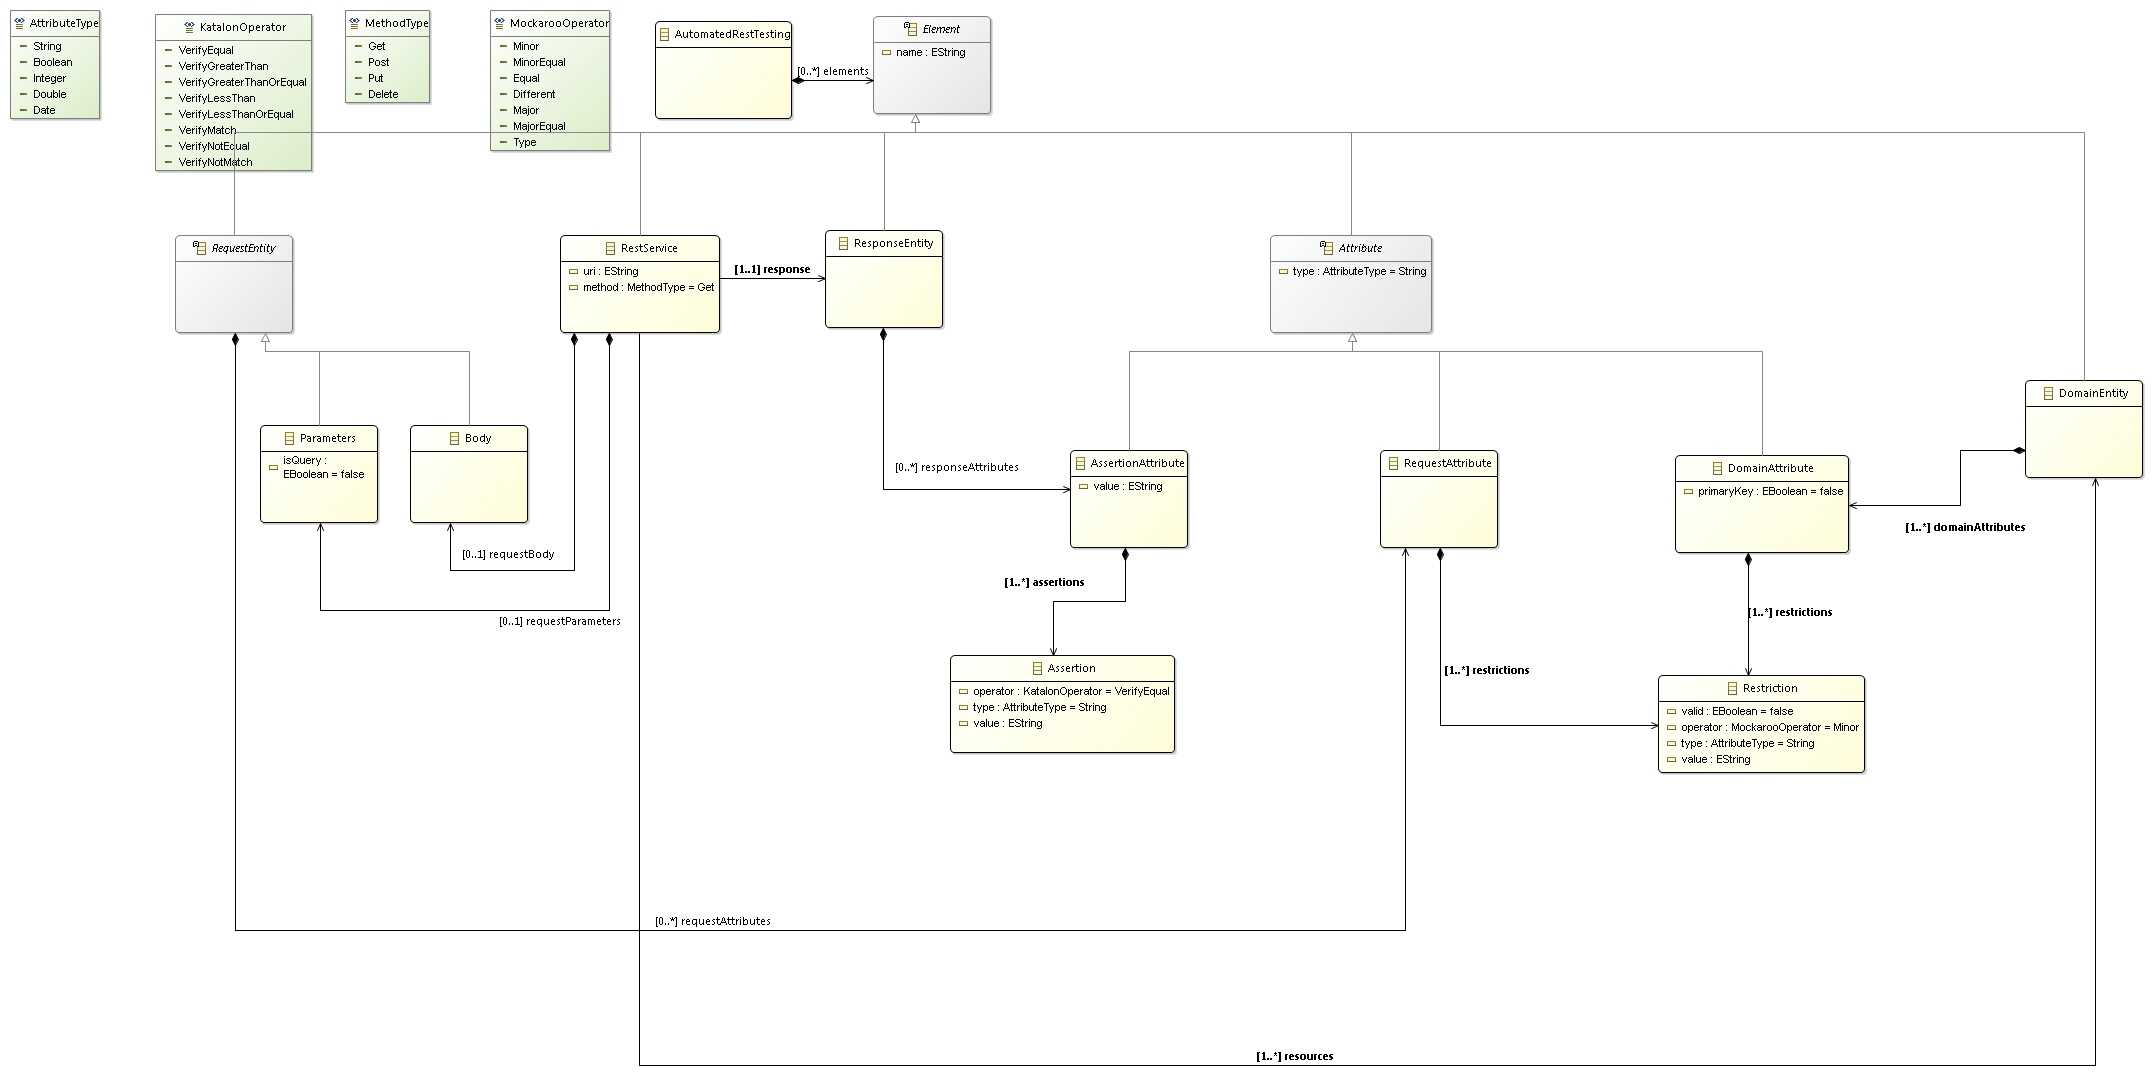 AttributeType
String
Boolean
Integer
Double
Date
KatalonOperator
VerifyEqual
VerifyGreaterThan
VerifyGreaterThanOrEqual
VerifyLessThan
VerifyLessThanOrEqual
VerifyMatch
VerifyNotEqual
VerifyNotMatch
MethodType
Get
Post
Put
Delete
MockarooOperator
Minor
MinorEqual
Equal
Different
Major
MajorEqual
Type
AutomatedRestTesting
[0..*] elements
Element
name : EString
RequestEntity
RestService
uri : EString
method : MethodType = Get
[1..1] response
ResponseEntity
Attribute
type : AttributeType = String
DomainEntity
Parameters
isQuery :
EBoolean = false
Body
[0..1] requestBody
[0..1] requestParameters
[0..*] responseAttributes
AssertionAttribute
value : EString
RequestAttribute
DomainAttribute
primaryKey : EBoolean = false
[1..*] domainAttributes
[1..*] assertions
[1..*] restrictions
[1..*] restrictions
Assertion
operator : KatalonOperator = VerifyEqual
type : AttributeType = String
value : EString
Restriction
valid : EBoolean = false
operator : MockarooOperator = Minor
type : AttributeType = String
value : EString
[0..*] requestAttributes
[1..*] resources